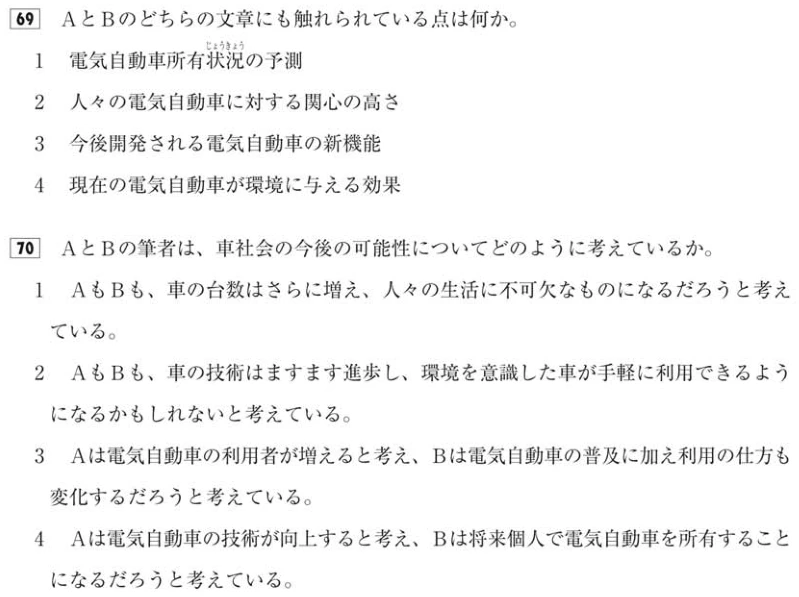 69 AとBのどちらの文章にも触れられている点は何か。
じょうきょう
1 電気自動車所有状況の予測
2 人々の電気自動車に対する関心の高さ
3 今後開発される電気自動車の新機能
4 現在の電気自動車が環境に与える効果
70 AとBの筆者は、車社会の今後の可能性についてどのように考えているか。
1 AもBも、車の台数はさらに増え、人々の生活に不可欠なものになるだろうと考え
ている。
2 AもBも、車の技術はますます進歩し、環境を意識した車が手軽に利用できるよう
になるかもしれないと考えている。
3 Aは電気自動車の利用者が増えると考え、Bは電気自動車の普及に加え利用の仕方も
変化するだろうと考えている。
4 Aは電気自動車の技術が向上すると考え、Bは将来個人で電気自動車を所有すること
になるだろうと考えている。